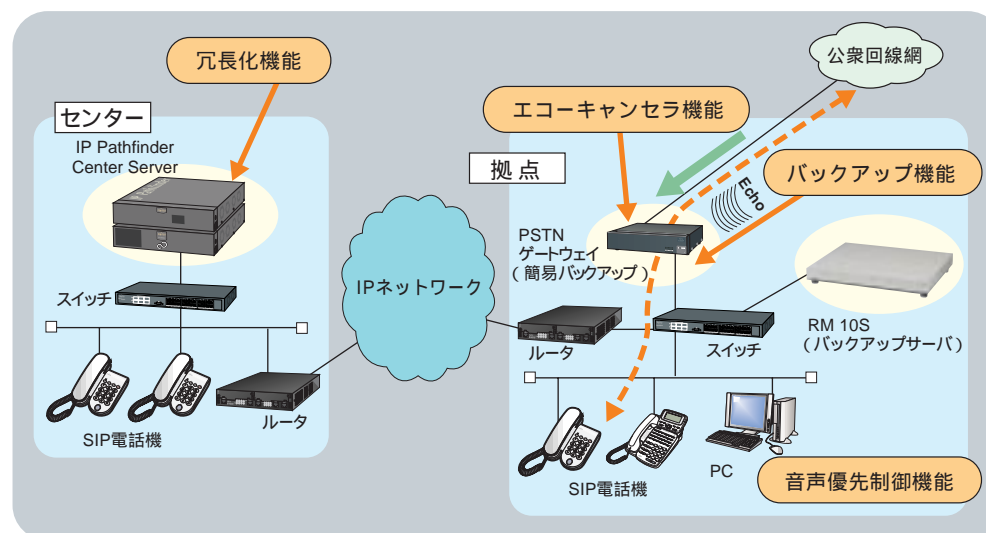 冗長化機能
公衆回線網
エコーキャンセラ機能
センター
IP Pathfinder
Center Server
拠 点
バックアップ機能
Echo
PSTN
ゲートウェイ
(簡易バックアップ)
スイッチ
IPネットワーク
ルータ
スイッチ
RM 10S
(バックアップサーバ)
ルータ
SIP電話機
SIP電話機
PC
音声優先制御機能